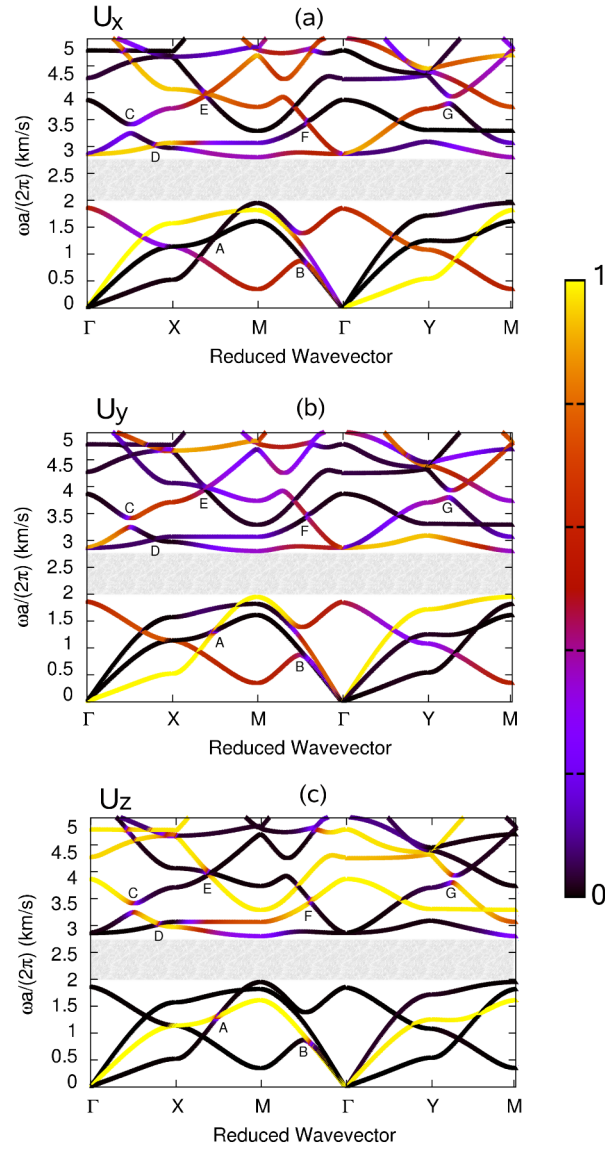 Ux (a)
5
4.5
4
3.5
3
2.5
2
1.5
1
0.5
0
ωa/(2π) (km/s)
C
D
E
F
G
A
B
Γ X M Γ Y M
Reduced Wavevector
Uy (b)
5
4.5
4
3.5
3
2.5
2
1.5
1
0.5
0
ωa/(2π) (km/s)
C
D
E
F
G
A
B
Γ X M Γ Y M
Reduced Wavevector
Uz (c)
5
4.5
4
3.5
3
2.5
2
1.5
1
0.5
0
ωa/(2π) (km/s)
C
D
E
F
G
A
B
Γ X M Γ Y M
Reduced Wavevector
1
0